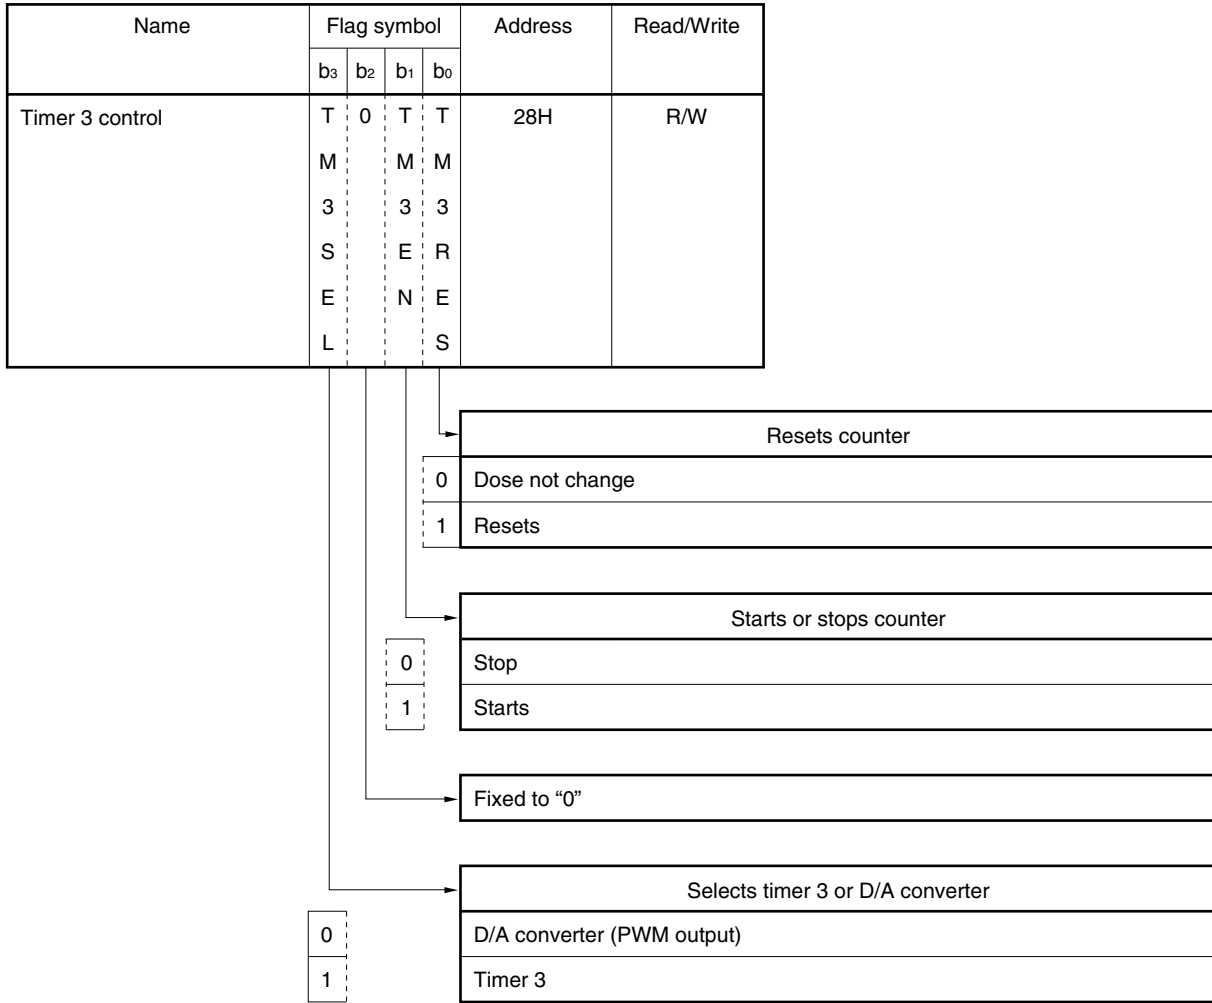 Name Flag symbol Address Read/Write
b3 b2 b1 b0
Timer 3 control T 0 T T 28H R/W
M M M
3 3 3
S E R
E N E
L S
Resets counter
0 Dose not change
1 Resets
Starts or stops counter
0 Stop
1 Starts
Fixed to “0”
Selects timer 3 or D/A converter
0 D/A converter (PWM output)
1 Timer 3